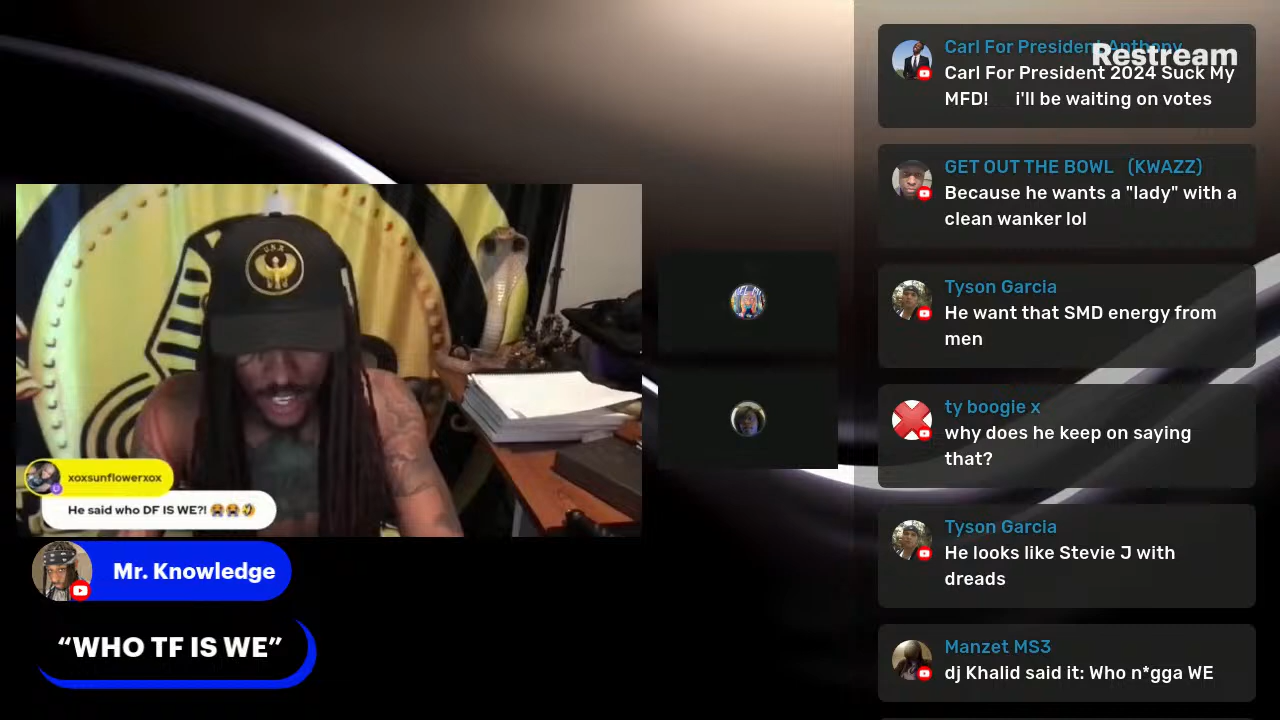 Restream
Carl For President Anthony
Carl For President 2024 Suck My
MFD! i'll be waiting on votes
GET OUT THE BOWL (KWAZZ)
Because he wants a "lady" with a
clean wanker lol
Tyson Garcia
He want that SMD energy from
men
ty boogie x
why does he keep on saying
that?
Tyson Garcia
He looks like Stevie J with
dreads
Manzet MS3
dj Khalid said it: Who n*gga WE
U.N.R
xoxsunflowerxox
He said who DF IS WE?! 😭😭🤣
Mr. Knowledge
“WHO TF IS WE”